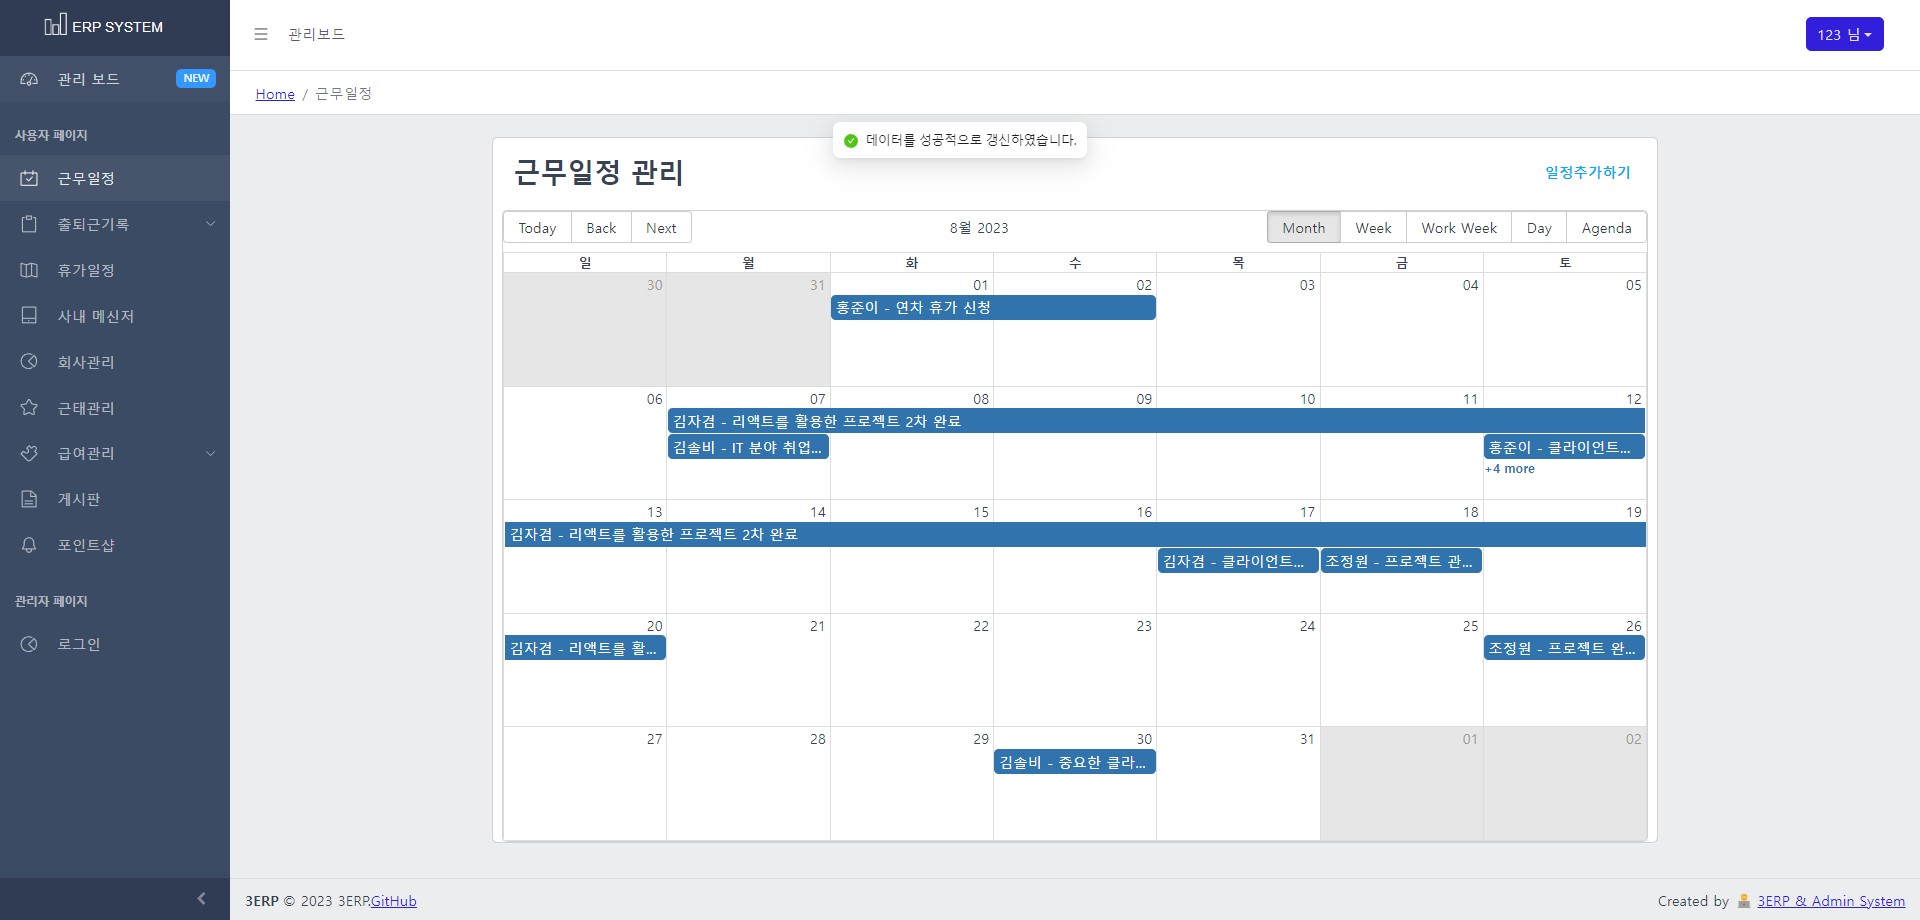 ERP SYSTEM
관리 보드 NEW
사용자 페이지
근무일정
출퇴근기록
휴가일정
사내 메신저
회사관리
근태관리
급여관리
게시판
포인트샵
관리자 페이지
로그인
관리보드
123 님
Home / 근무일정
데이터를 성공적으로 갱신하였습니다.
근무일정 관리
일정추가하기
Today Back Next
8월 2023
Month Week Work Week Day Agenda
일 월 화 수 목 금 토
30 31 01 02 03 04 05
홍준이 - 연차 휴가 신청
06 07 08 09 10 11 12
김자겸 - 리액트를 활용한 프로젝트 2차 완료
김솔비 - IT 분야 취업... 홍준이 - 클라이언트...
+4 more
13 14 15 16 17 18 19
김자겸 - 리액트를 활용한 프로젝트 2차 완료
김자겸 - 클라이언트... 조정원 - 프로젝트 관...
20 21 22 23 24 25 26
김자겸 - 리액트를 활... 조정원 - 프로젝트 완...
27 28 29 30 31 01 02
김솔비 - 중요한 클라...
3ERP © 2023 3ERP.GitHub
Created by 3ERP & Admin System